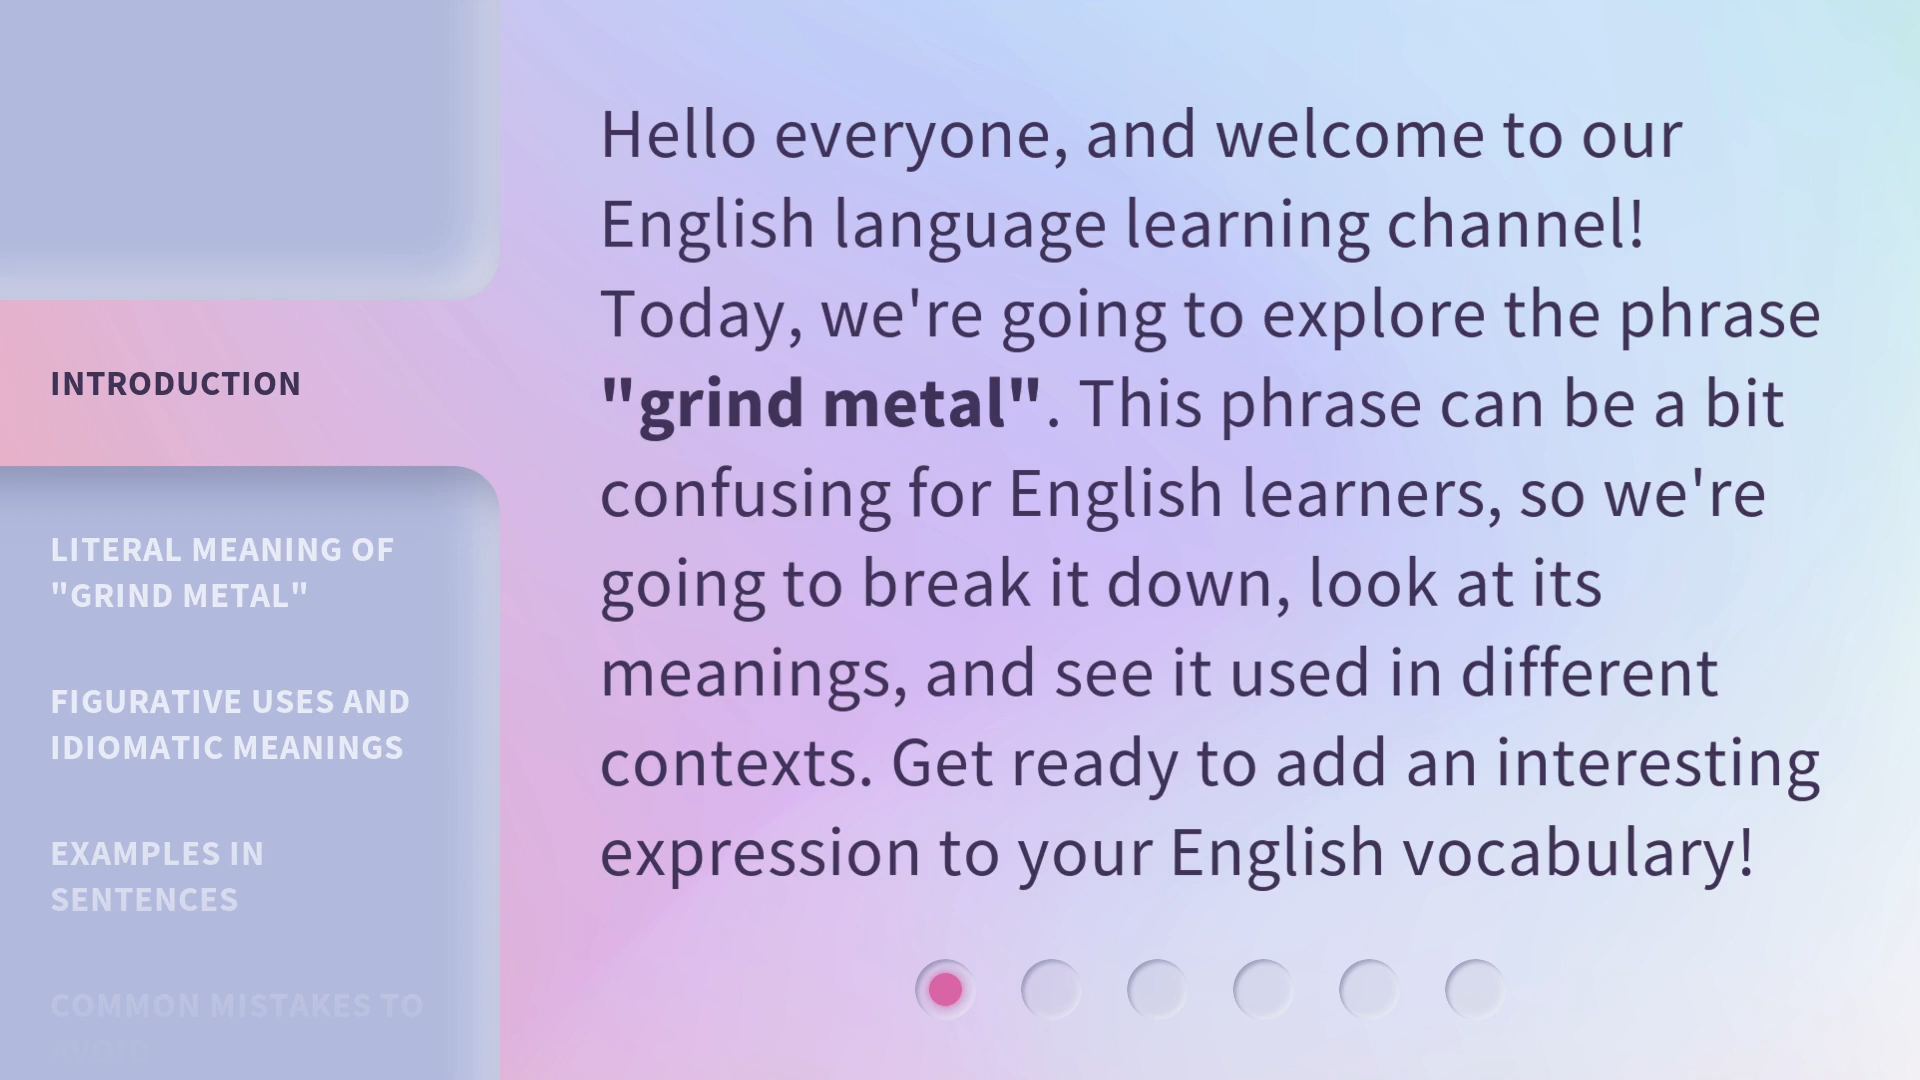 INTRODUCTION
LITERAL MEANING OF
"GRIND METAL"
FIGURATIVE USES AND
IDIOMATIC MEANINGS
EXAMPLES IN
SENTENCES
COMMON MISTAKES TO
AVOID
Hello everyone, and welcome to our
English language learning channel!
Today, we're going to explore the phrase
"grind metal". This phrase can be a bit
confusing for English learners, so we're
going to break it down, look at its
meanings, and see it used in different
contexts. Get ready to add an interesting
expression to your English vocabulary!